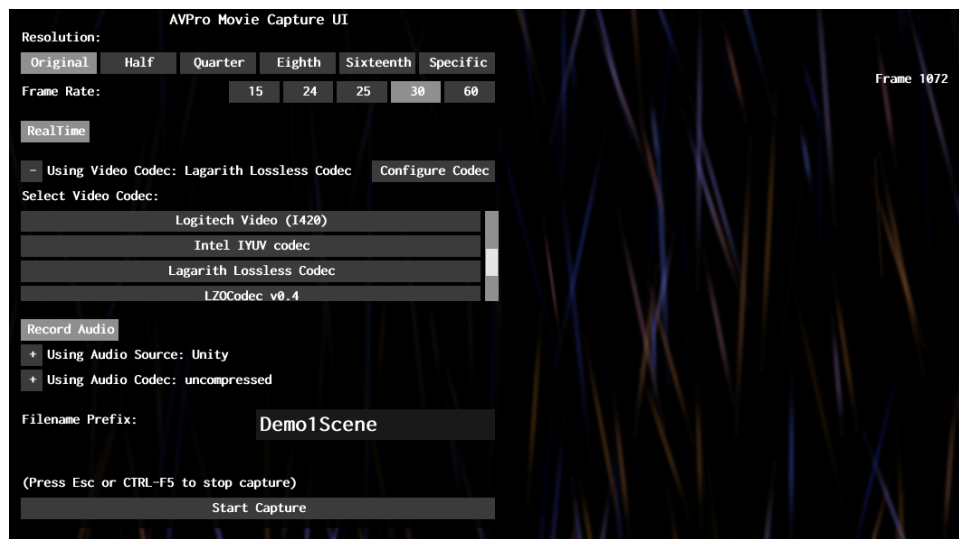 AVPro Movie Capture UI
Resolution:
Original Half Quarter Eighth Sixteenth Specific
Frame 1072
Frame Rate: 15 24 25 30 60
RealTime
- Using Video Codec: Lagarith Lossless Codec Configure Codec
Select Video Codec:
Logitech Video (I420)
Intel IYUV codec
Lagarith Lossless Codec
LZOCodec v0.4
Record Audio
+ Using Audio Source: Unity
+ Using Audio Codec: uncompressed
Filename Prefix: Demo1Scene
(Press Esc or CTRL-F5 to stop capture)
Start Capture